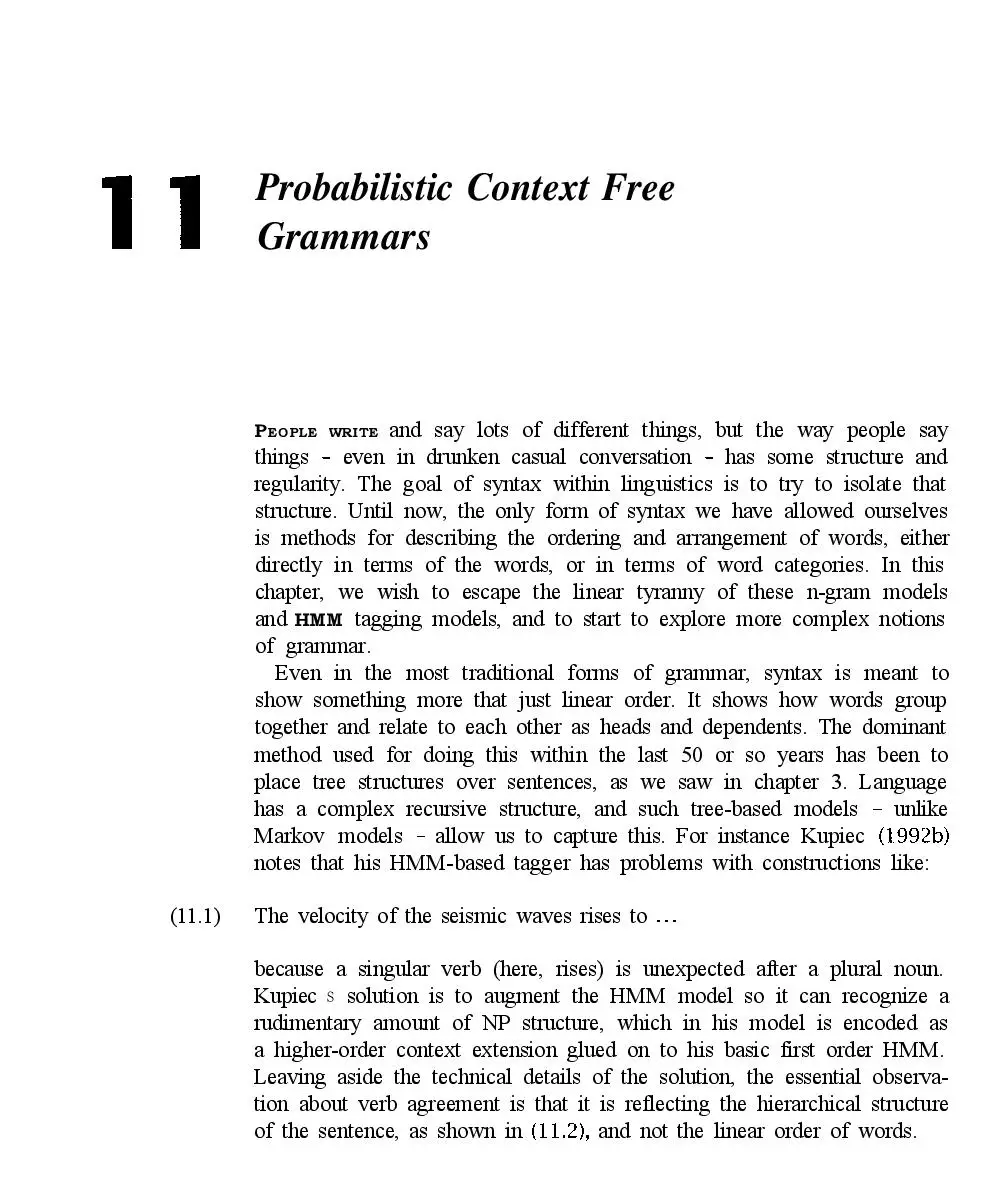 11 Probabilistic Context Free
Grammars
PEOPLE WRITE and say lots of different things, but the way people say
things - even in drunken casual conversation - has some structure and
regularity. The goal of syntax within linguistics is to try to isolate that
structure. Until now, the only form of syntax we have allowed ourselves
is methods for describing the ordering and arrangement of words, either
directly in terms of the words, or in terms of word categories. In this
chapter, we wish to escape the linear tyranny of these n-gram models
and HMM tagging models, and to start to explore more complex notions
of grammar.
Even in the most traditional forms of grammar, syntax is meant to
show something more that just linear order. It shows how words group
together and relate to each other as heads and dependents. The dominant
method used for doing this within the last 50 or so years has been to
place tree structures over sentences, as we saw in chapter 3. Language
has a complex recursive structure, and such tree-based models - unlike
Markov models - allow us to capture this. For instance Kupiec (1992b)
notes that his HMM-based tagger has problems with constructions like:
(11.1) The velocity of the seismic waves rises to ...
because a singular verb (here, rises) is unexpected after a plural noun.
Kupiec s solution is to augment the HMM model so it can recognize a
rudimentary amount of NP structure, which in his model is encoded as
a higher-order context extension glued on to his basic first order HMM.
Leaving aside the technical details of the solution, the essential observa-
tion about verb agreement is that it is reflecting the hierarchical structure
of the sentence, as shown in (11.2), and not the linear order of words.